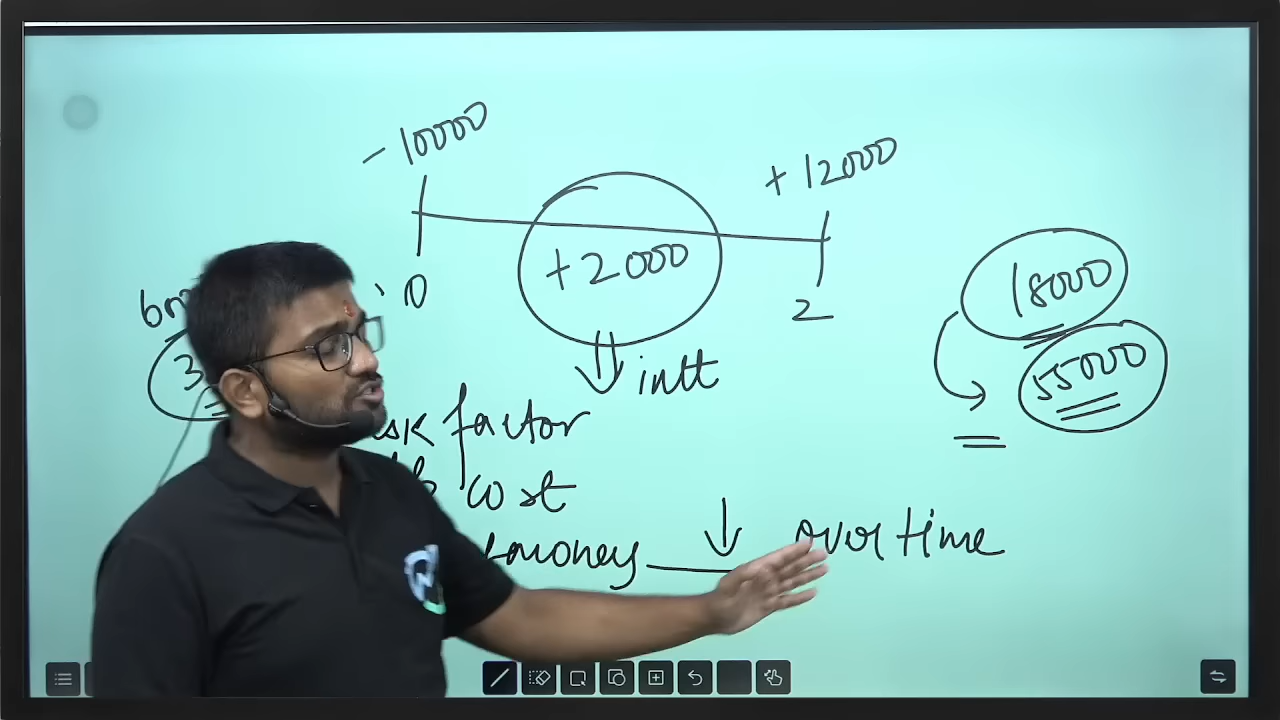 - 10000
+ 12000
+2000
0
2
18000
55000
intt
factor
cost
money ↓ over time